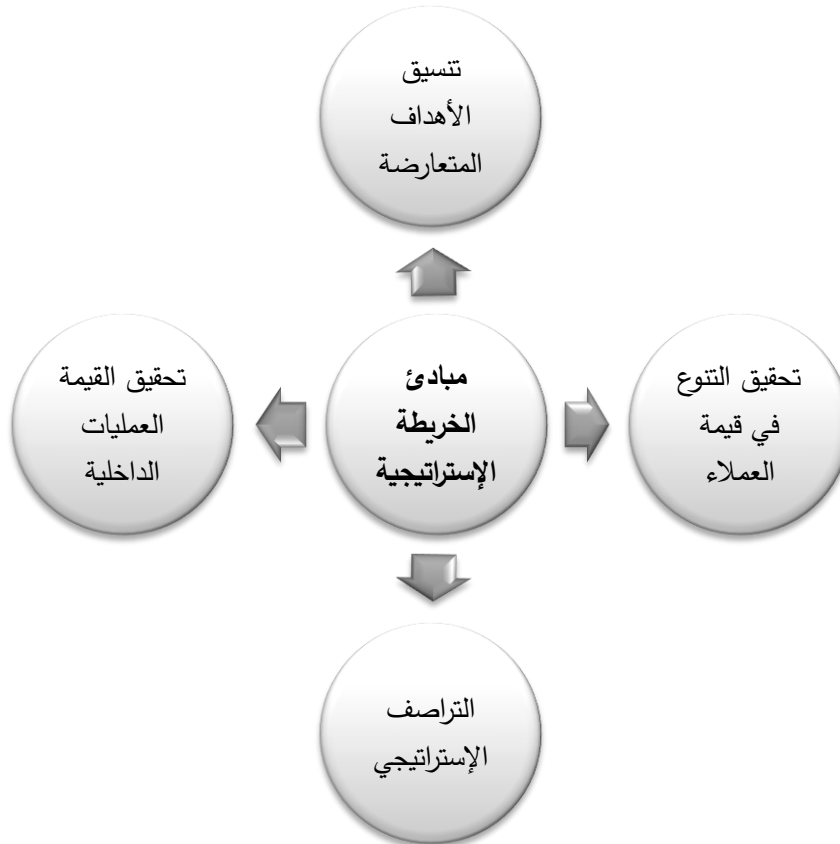 تنسيق
الأهداف
المتعارضة
تحقيق التنوع
في قيمة
العملاء
مبادئ
الخريطة
الإستراتيجية
تحقيق القيمة
العمليات
الداخلية
التراصف
الإستراتيجي